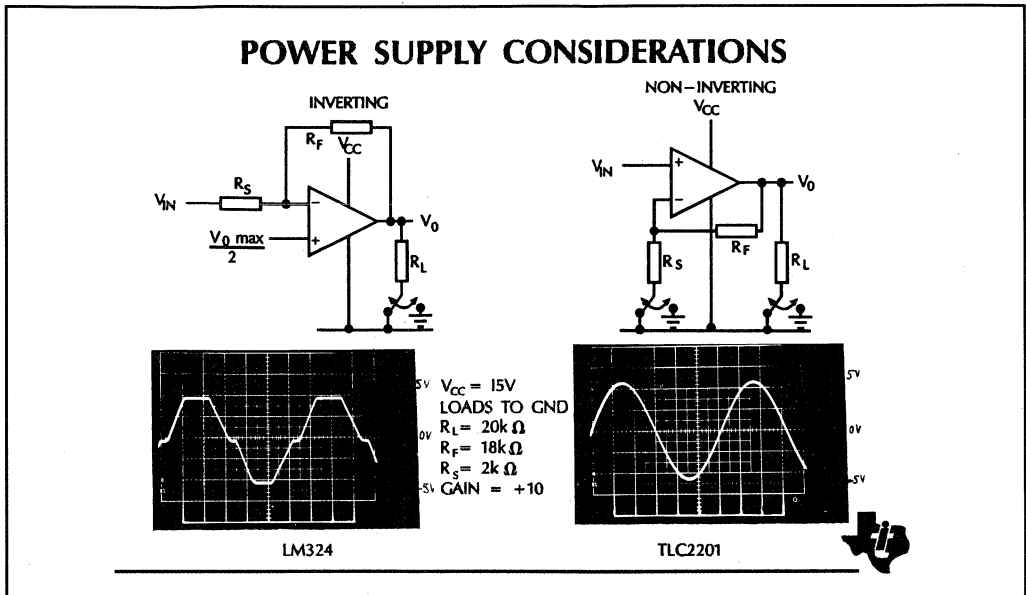 POWER SUPPLY CONSIDERATIONS
INVERTING
R_F
V_CC
R_S
V_IN
−
+
V_0 max
2
V_0
R_L
NON-INVERTING
V_CC
V_IN
+
−
V_0
R_F
R_S
R_L
5V
0V
-5V
V_CC = 15V
LOADS TO GND
R_L = 20k Ω
R_F = 18k Ω
R_S = 2k Ω
GAIN = +10
5V
0V
-5V
LM324
TLC2201
i